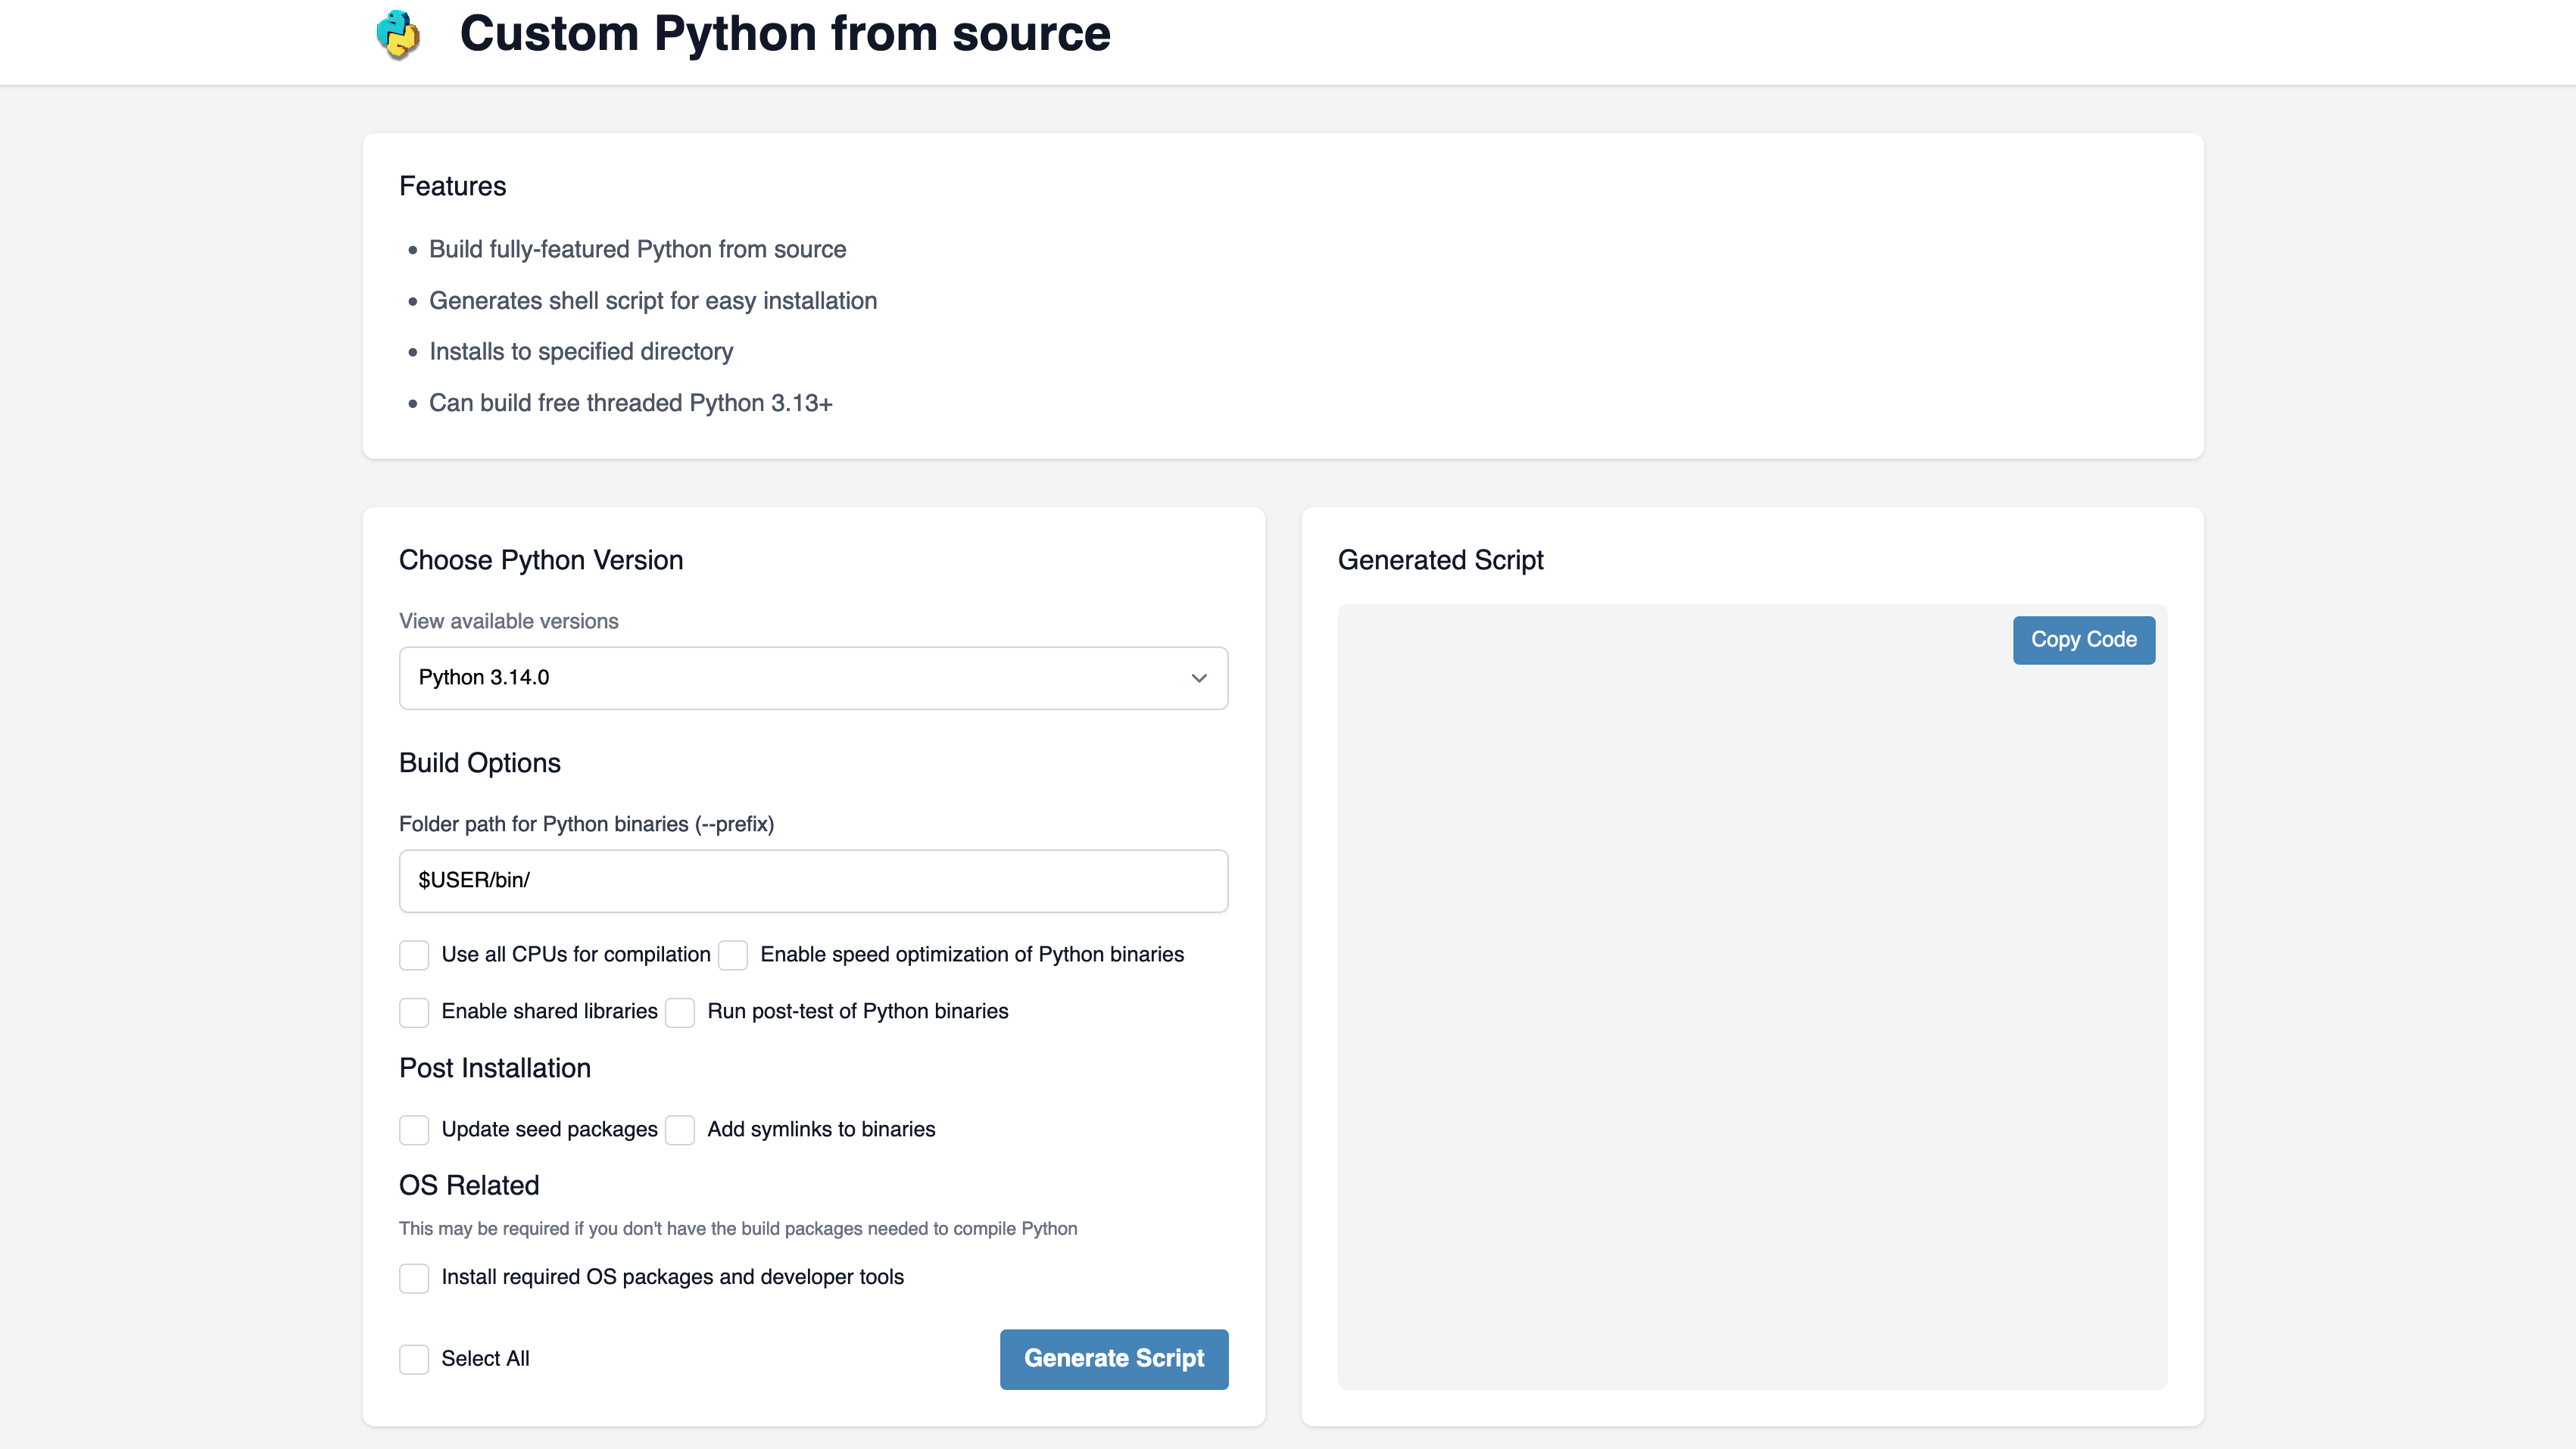 Custom Python from source
Features
• Build fully-featured Python from source
• Generates shell script for easy installation
• Installs to specified directory
• Can build free threaded Python 3.13+
Choose Python Version
View available versions
Python 3.14.0
Build Options
Folder path for Python binaries (--prefix)
$USER/bin/
Use all CPUs for compilation Enable speed optimization of Python binaries
Enable shared libraries Run post-test of Python binaries
Post Installation
Update seed packages Add symlinks to binaries
OS Related
This may be required if you don't have the build packages needed to compile Python
Install required OS packages and developer tools
Select All
Generate Script
Generated Script
Copy Code